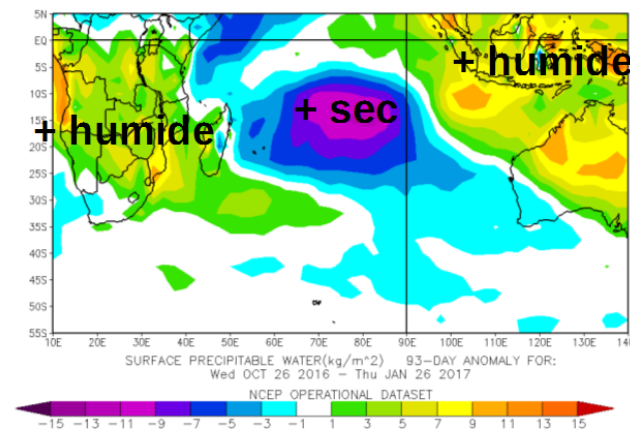 5N
EQ
5S
10S
15S
20S
25S
30S
35S
40S
45S
50S
55S
+ humide
+ sec
+ humide
10E 20E 30E 40E 50E 60E 70E 80E 90E 100E 110E 120E 130E 140
SURFACE PRECIPITABLE WATER(kg/m^2) 93-DAY ANOMALY FOR:
Wed OCT 26 2016 – Thu JAN 26 2017
NCEP OPERATIONAL DATASET
-15 -13 -11 -9 -7 -5 -3 -1 1 3 5 7 9 11 13 15